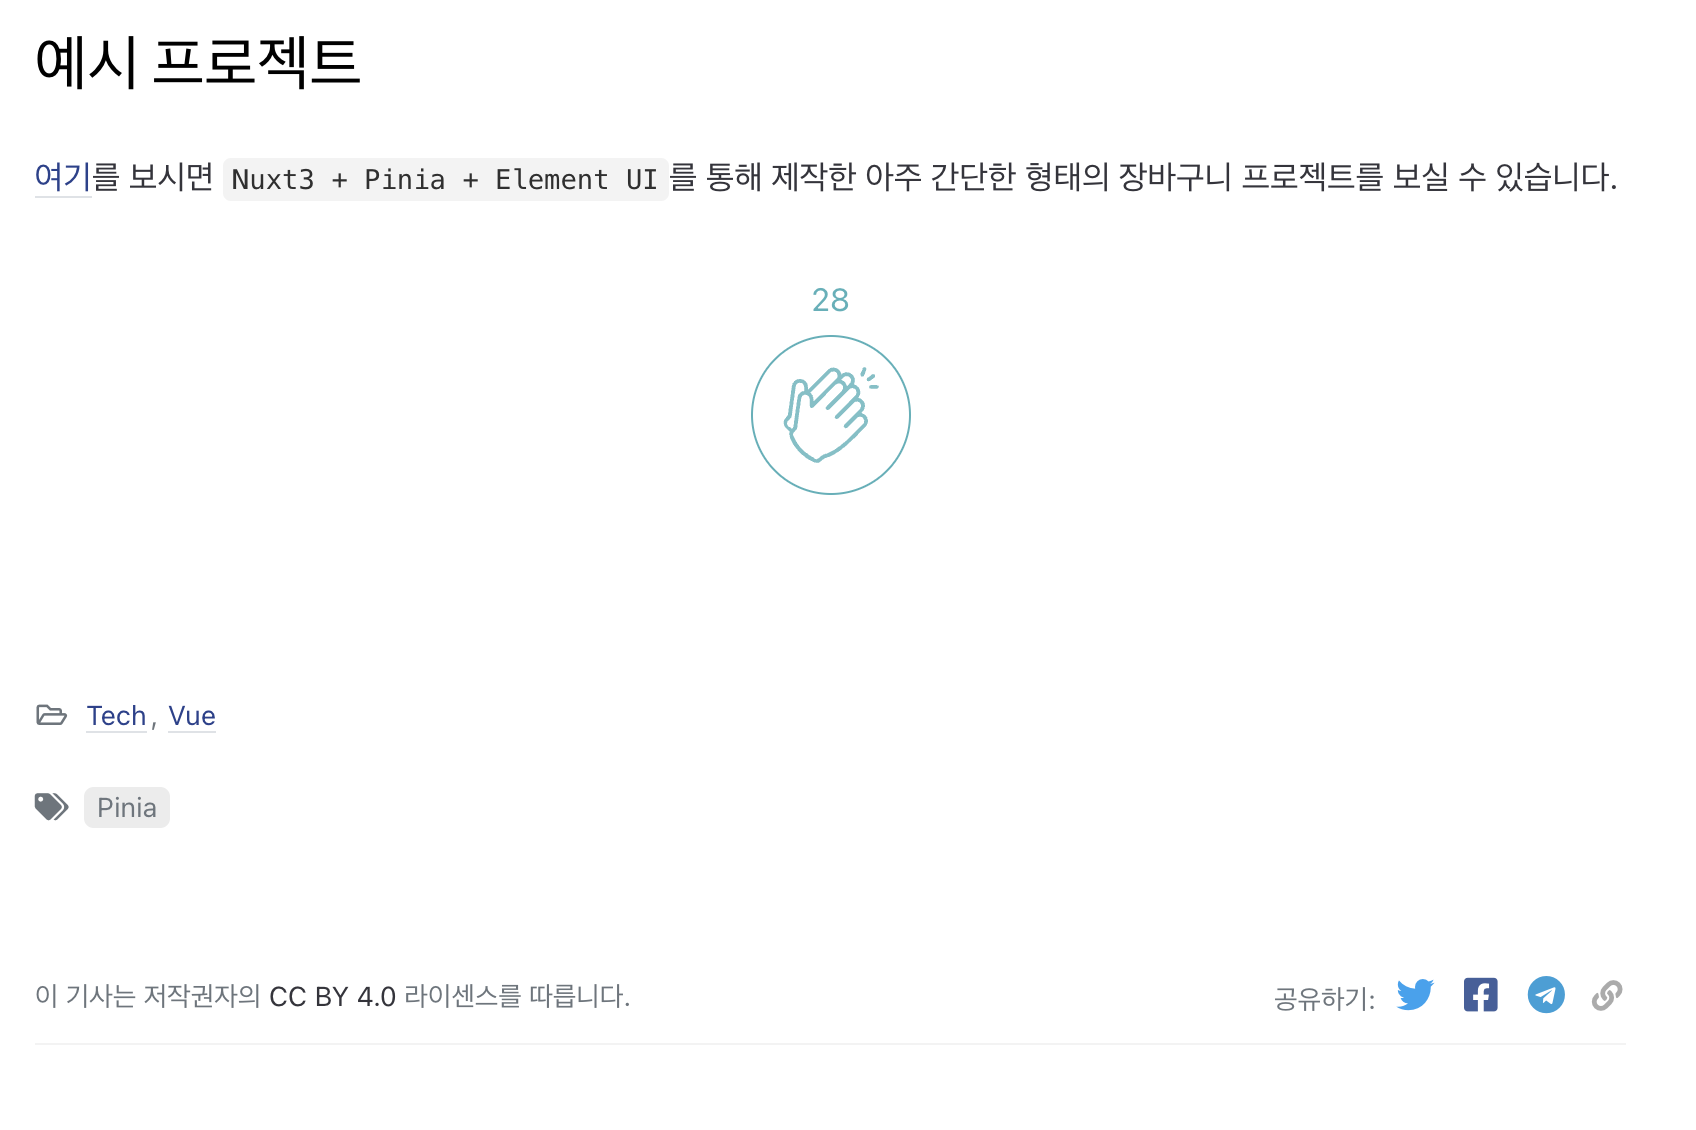 예시 프로젝트
여기를 보시면 Nuxt3 + Pinia + Element UI를 통해 제작한 아주 간단한 형태의 장바구니 프로젝트를 보실 수 있습니다.
28
Tech, Vue
Pinia
이 기사는 저작권자의 CC BY 4.0 라이센스를 따릅니다.
공유하기: